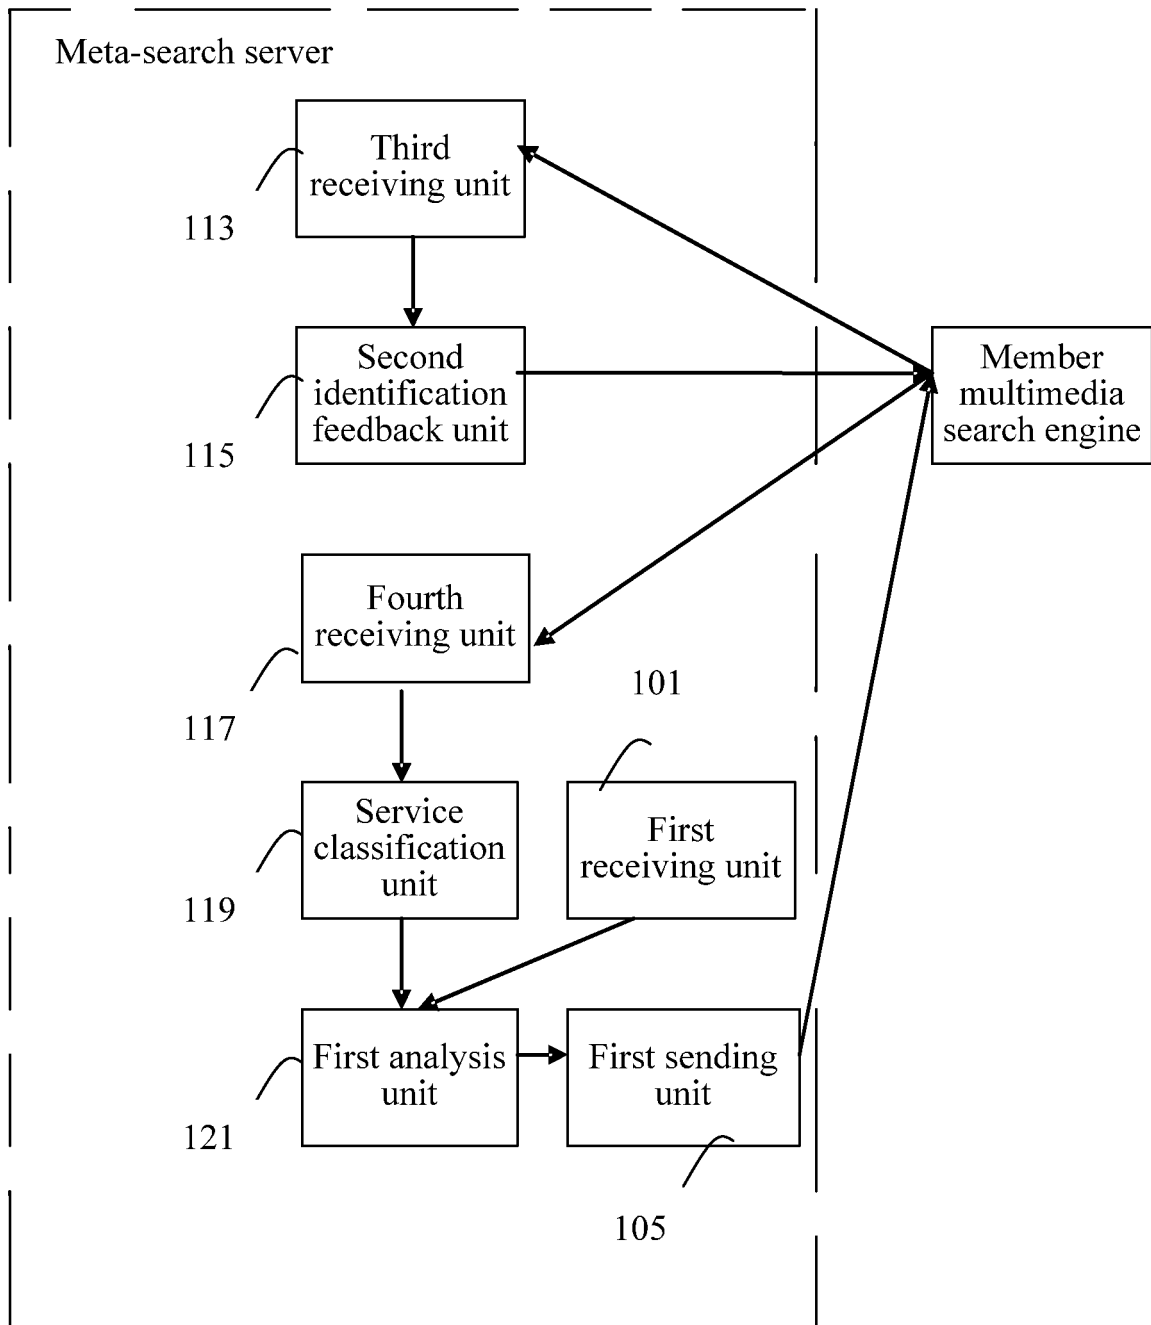 Meta-search server
Third
receiving unit
113
Second
identification
feedback unit
115
Member
multimedia
search engine
Fourth
receiving unit
117
101
Service
classification
unit
119
First
receiving unit
First analysis
unit
121
First sending
unit
105